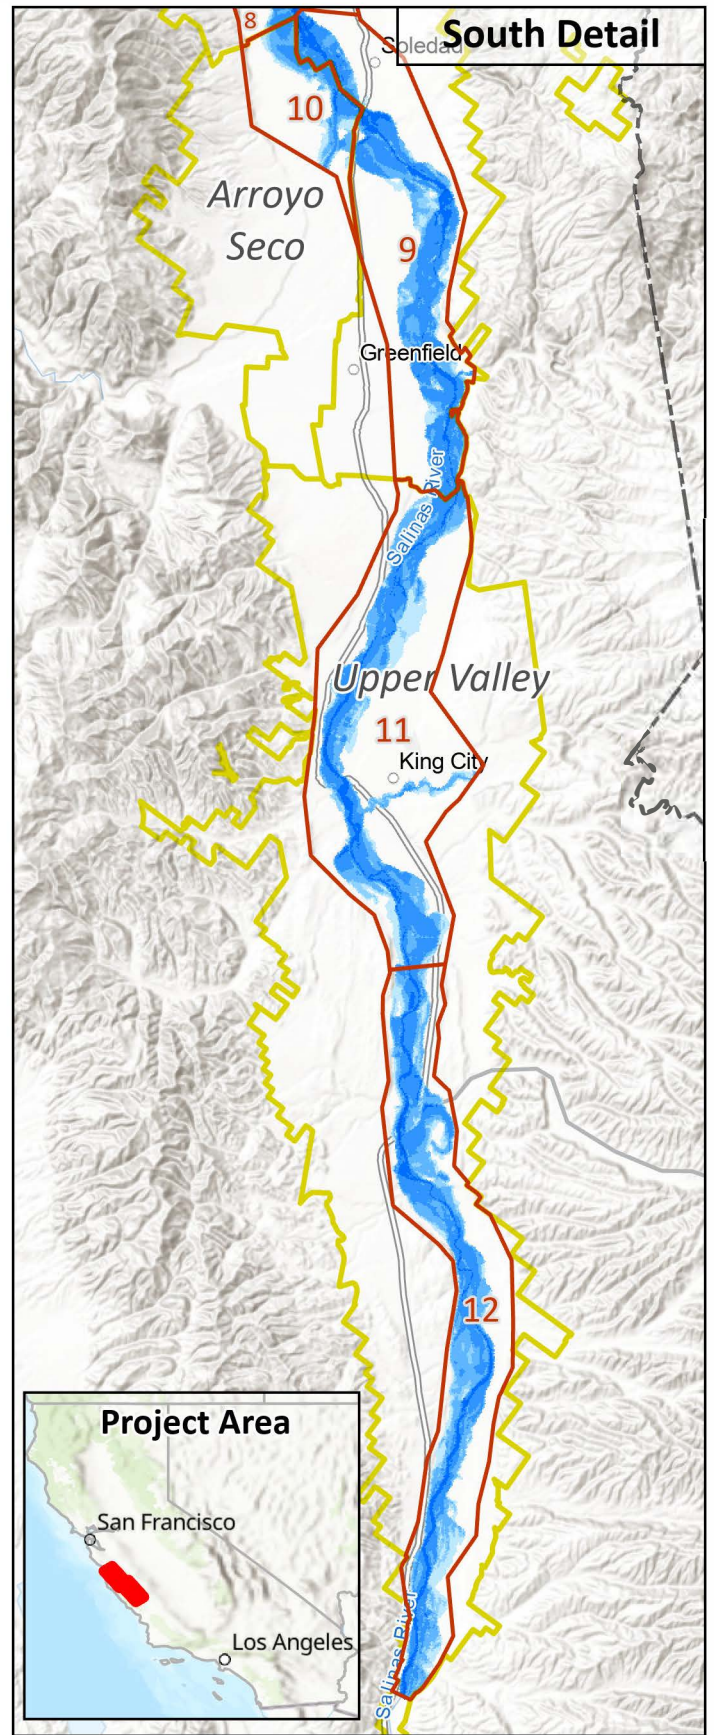 South Detail
8
Soledad
10
Arroyo
Seco
9
Greenfield
Salinas River
Upper Valley
11
King City
12
Project Area
San Francisco
Los Angeles
Salinas River